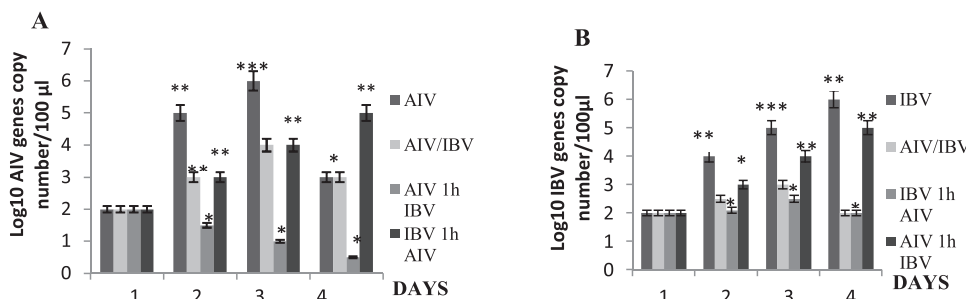 A
Log10 AIV genes copy
number/100 µl
7
6
5
4
3
2
1
0
**
**
*
**
***
*
**
*
*
**
1 2 3 4 DAYS
AIV
AIV/IBV
AIV 1h
IBV
IBV 1h
AIV
B
Log10 IBV genes copy
number/100µl
7
6
5
4
3
2
1
0
**
*
*
***
*
**
**
*
**
1 2 3 4 DAYS
IBV
AIV/IBV
IBV 1h
AIV
AIV 1h
IBV